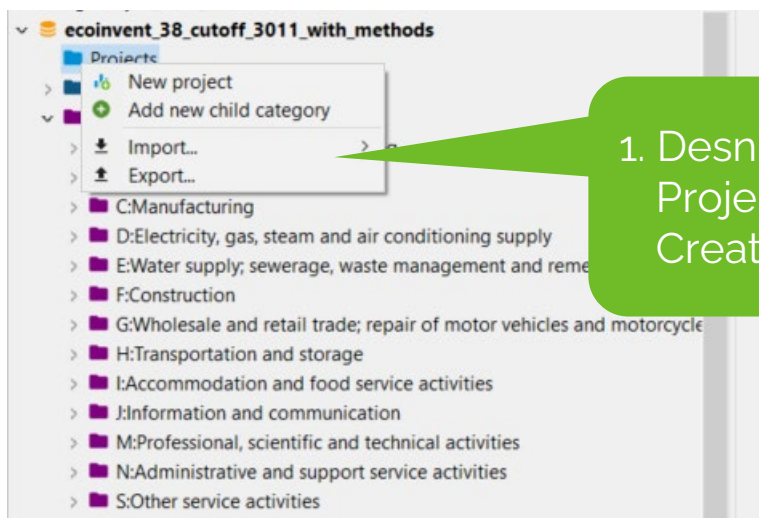 ecoinvent_38_cutoff_3011_with_methods
Projects
New project
Add new child category
Import...
Export...
C:Manufacturing
D:Electricity, gas, steam and air conditioning supply
E:Water supply; sewerage, waste management and reme
F:Construction
G:Wholesale and retail trade; repair of motor vehicles and motorcycle
H:Transportation and storage
I:Accommodation and food service activities
J:Information and communication
M:Professional, scientific and technical activities
N:Administrative and support service activities
S:Other service activities
1. Desn
Proje
Creat